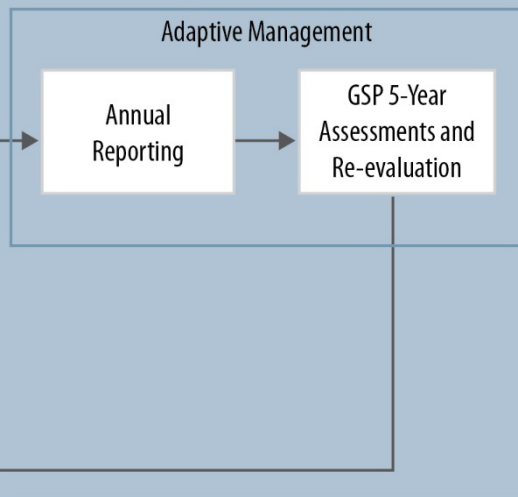 Adaptive Management
Annual
Reporting
GSP 5-Year
Assessments and
Re-evaluation